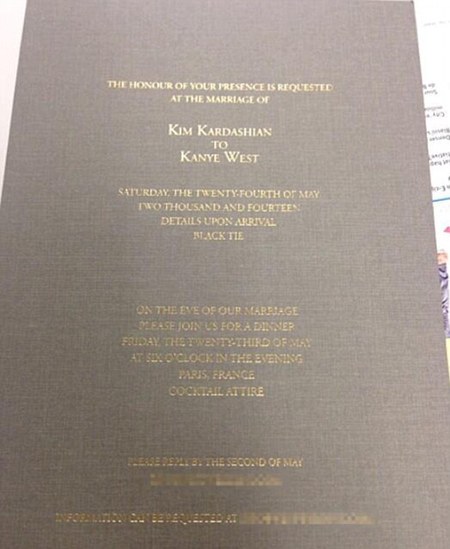 THE HONOUR OF YOUR PRESENCE IS REQUESTED
AT THE MARRIAGE OF
KIM KARDASHIAN
TO
KANYE WEST
SATURDAY, THE TWENTY-FOURTH OF MAY
TWO THOUSAND AND FOURTEEN
DETAILS UPON ARRIVAL
BLACK TIE
ON THE EVE OF OUR MARRIAGE
PLEASE JOIN US FOR A DINNER
FRIDAY, THE TWENTY-THIRD OF MAY
AT SIX O'CLOCK IN THE EVENING
PARIS, FRANCE
COCKTAIL ATTIRE
PLEASE REPLY BY THE SECOND OF MAY
INFORMATION CAN BE REQUESTED AT